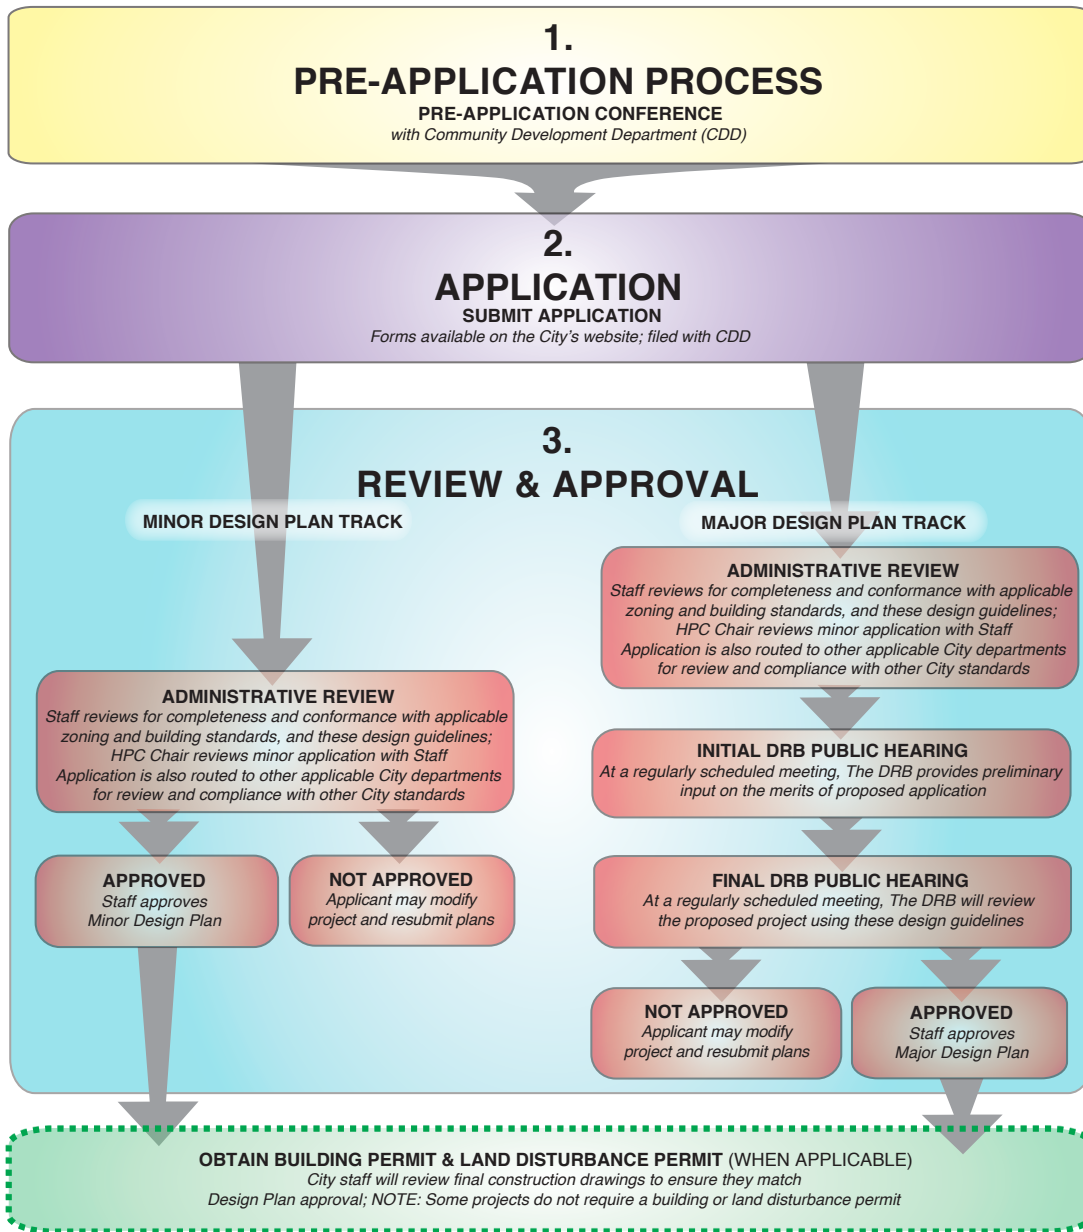 1.
PRE-APPLICATION PROCESS
PRE-APPLICATION CONFERENCE
with Community Development Department (CDD)
2.
APPLICATION
SUBMIT APPLICATION
Forms available on the City's website; filed with CDD
3.
REVIEW & APPROVAL
MINOR DESIGN PLAN TRACK
ADMINISTRATIVE REVIEW
Staff reviews for completeness and conformance with applicable
zoning and building standards, and these design guidelines;
HPC Chair reviews minor application with Staff
Application is also routed to other applicable City departments
for review and compliance with other City standards
APPROVED
Staff approves
Minor Design Plan
NOT APPROVED
Applicant may modify
project and resubmit plans
MAJOR DESIGN PLAN TRACK
ADMINISTRATIVE REVIEW
Staff reviews for completeness and conformance with applicable
zoning and building standards, and these design guidelines;
HPC Chair reviews minor application with Staff
Application is also routed to other applicable City departments
for review and compliance with other City standards
INITIAL DRB PUBLIC HEARING
At a regularly scheduled meeting, The DRB provides preliminary
input on the merits of proposed application
FINAL DRB PUBLIC HEARING
At a regularly scheduled meeting, The DRB will review
the proposed project using these design guidelines
NOT APPROVED
Applicant may modify
project and resubmit plans
APPROVED
Staff approves
Major Design Plan
OBTAIN BUILDING PERMIT & LAND DISTURBANCE PERMIT (WHEN APPLICABLE)
City staff will review final construction drawings to ensure they match
Design Plan approval; NOTE: Some projects do not require a building or land disturbance permit